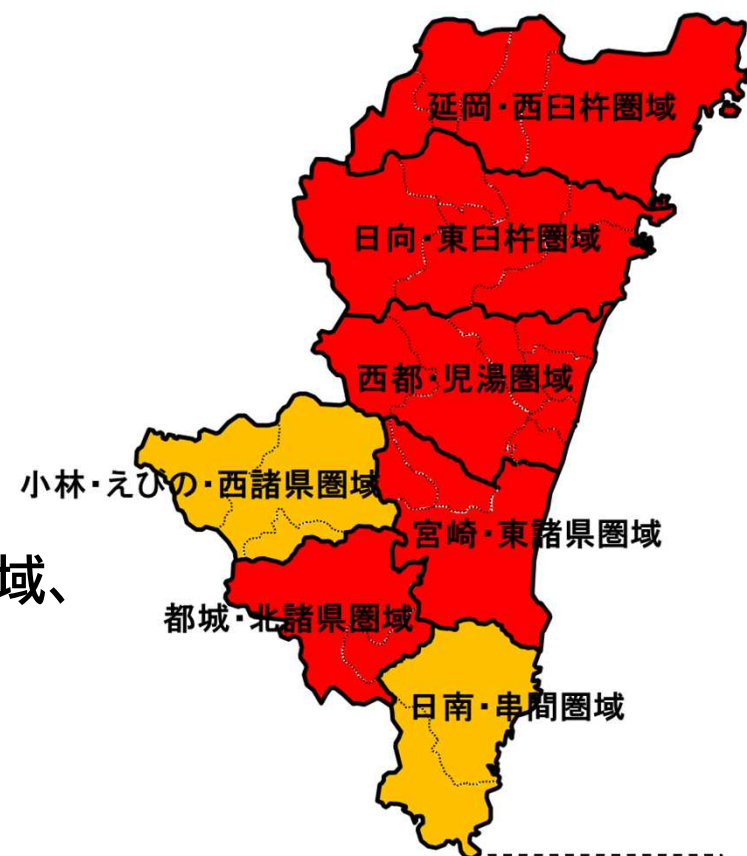 延岡・西臼杵圏域
日向・東臼杵圏域
西都・児湯圏域
小林・えびの・西諸県圏域
宮崎・東諸県圏域
域、
都城・北諸県圏域
日南・串間圏域